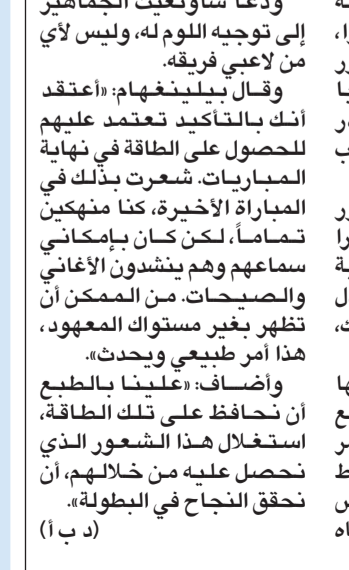 ودعا ساوثغيت الجماهير
إلى توجيه اللوم له، وليس لأي
من لاعبي فريقه.
وقال بيلينغهام: «أعتقد
أنك بالتأكيد تعتمد عليهم
للحصول على الطاقة في نهاية
المباريات. شعرت بذلك في
المباراة الأخيرة، كنا منهكين
تماماً، لكن كان بإمكاني
سماعهم وهم ينشدون الأغاني
والصيحات. من الممكن أن
تظهر بغير مستواك المعهود،
هذا أمر طبيعي ويحدث».
وأضاف: «علينا بالطبع
أن نحافظ على تلك الطاقة،
استغلال هذا الشعور الذي
نحصل عليه من خلالهم، أن
نحقق النجاح في البطولة».
(د ب أ)